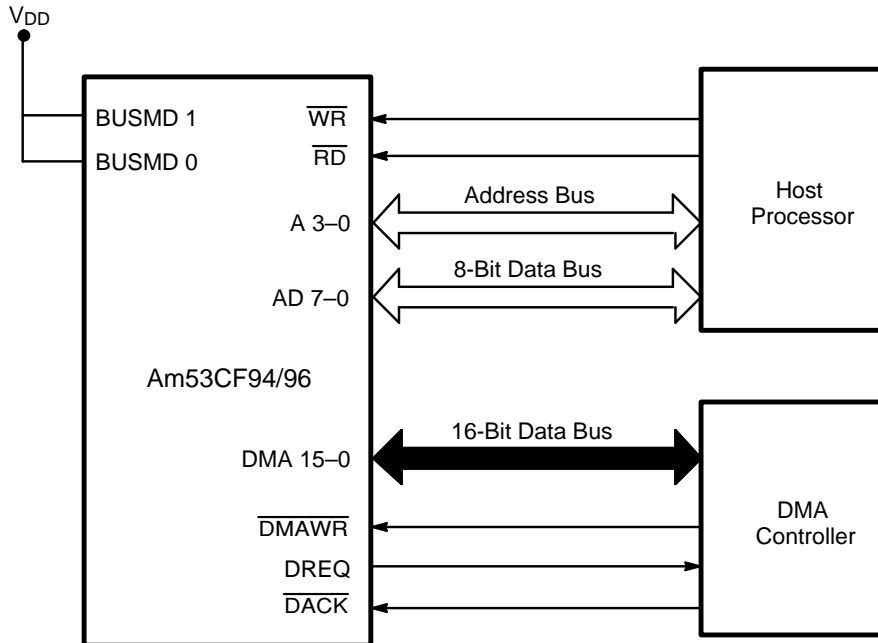 VDD
BUSMD 1
WR
BUSMD 0
RD
A 3–0
Address Bus
AD 7–0
8-Bit Data Bus
Host
Processor
Am53CF94/96
DMA 15–0
16-Bit Data Bus
DMAWR
DREQ
DACK
DMA
Controller